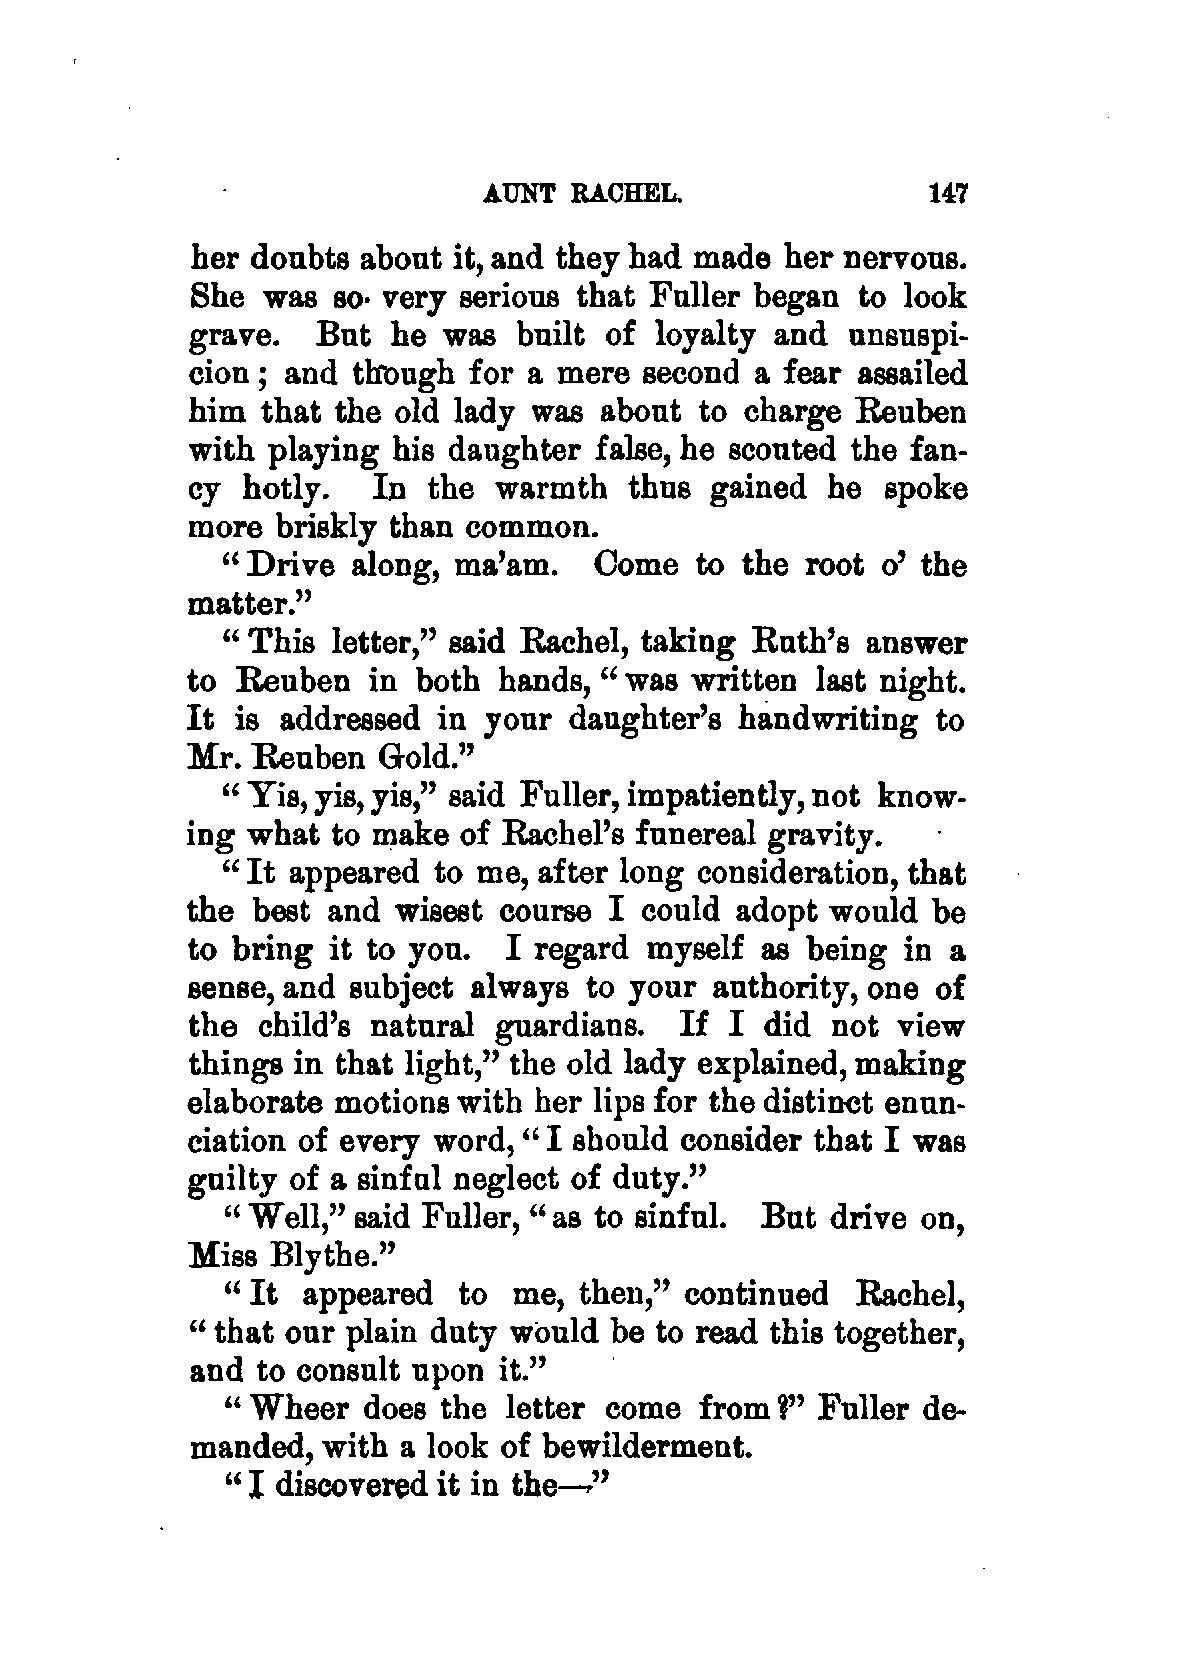 AUNT RACHEL. 147
her doubts about it, and they had made her nervous.
She was so very serious that Fuller began to look
grave. But he was built of loyalty and unsuspi-
cion; and though for a mere second a fear assailed
him that the old lady was about to charge Reuben
with playing his daughter false, he scouted the fan-
cy hotly. In the warmth thus gained he spoke
more briskly than common.
“Drive along, ma’am. Come to the root o’ the
matter.”
“This letter,” said Rachel, taking Ruth’s answer
to Reuben in both hands, “was written last night.
It is addressed in your daughter’s handwriting to
Mr. Reuben Gold.”
“Yis, yis, yis,” said Fuller, impatiently, not know-
ing what to make of Rachel’s funereal gravity.
“It appeared to me, after long consideration, that
the best and wisest course I could adopt would be
to bring it to you. I regard myself as being in a
sense, and subject always to your authority, one of
the child’s natural guardians. If I did not view
things in that light,” the old lady explained, making
elaborate motions with her lips for the distinct enun-
ciation of every word, “I should consider that I was
guilty of a sinful neglect of duty.”
“Well,” said Fuller, “as to sinful. But drive on,
Miss Blythe.”
“It appeared to me, then,” continued Rachel,
“that our plain duty would be to read this together,
and to consult upon it.”
“Wheer does the letter come from?” Fuller de-
manded, with a look of bewilderment.
“I discovered it in the—”